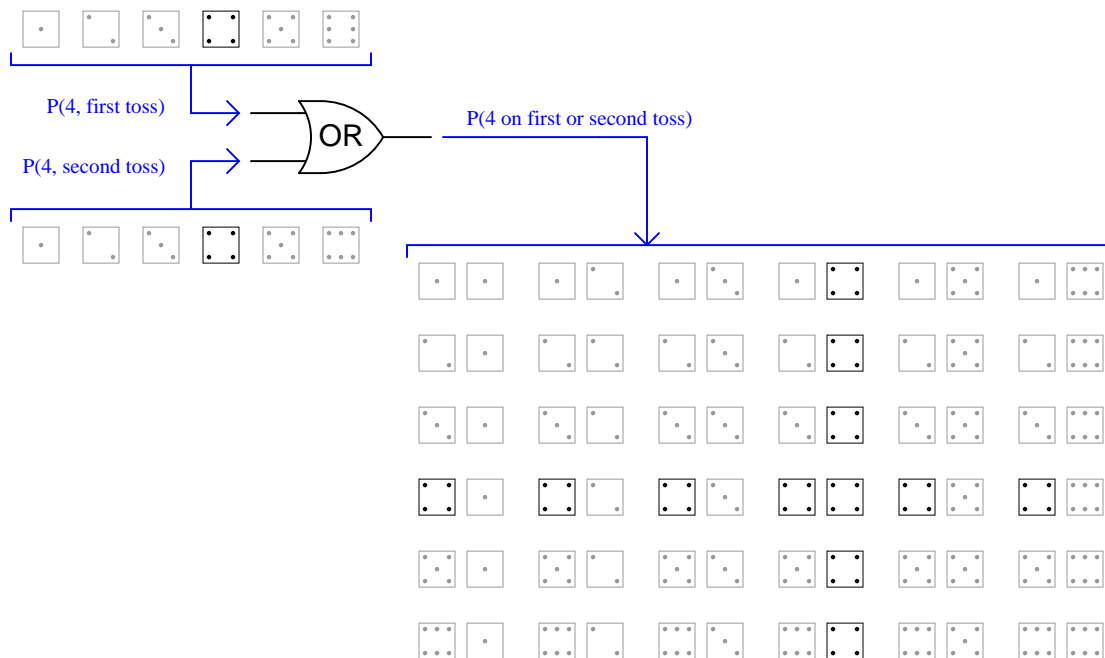 P(4, first toss)
OR
P(4 on first or second toss)
P(4, second toss)